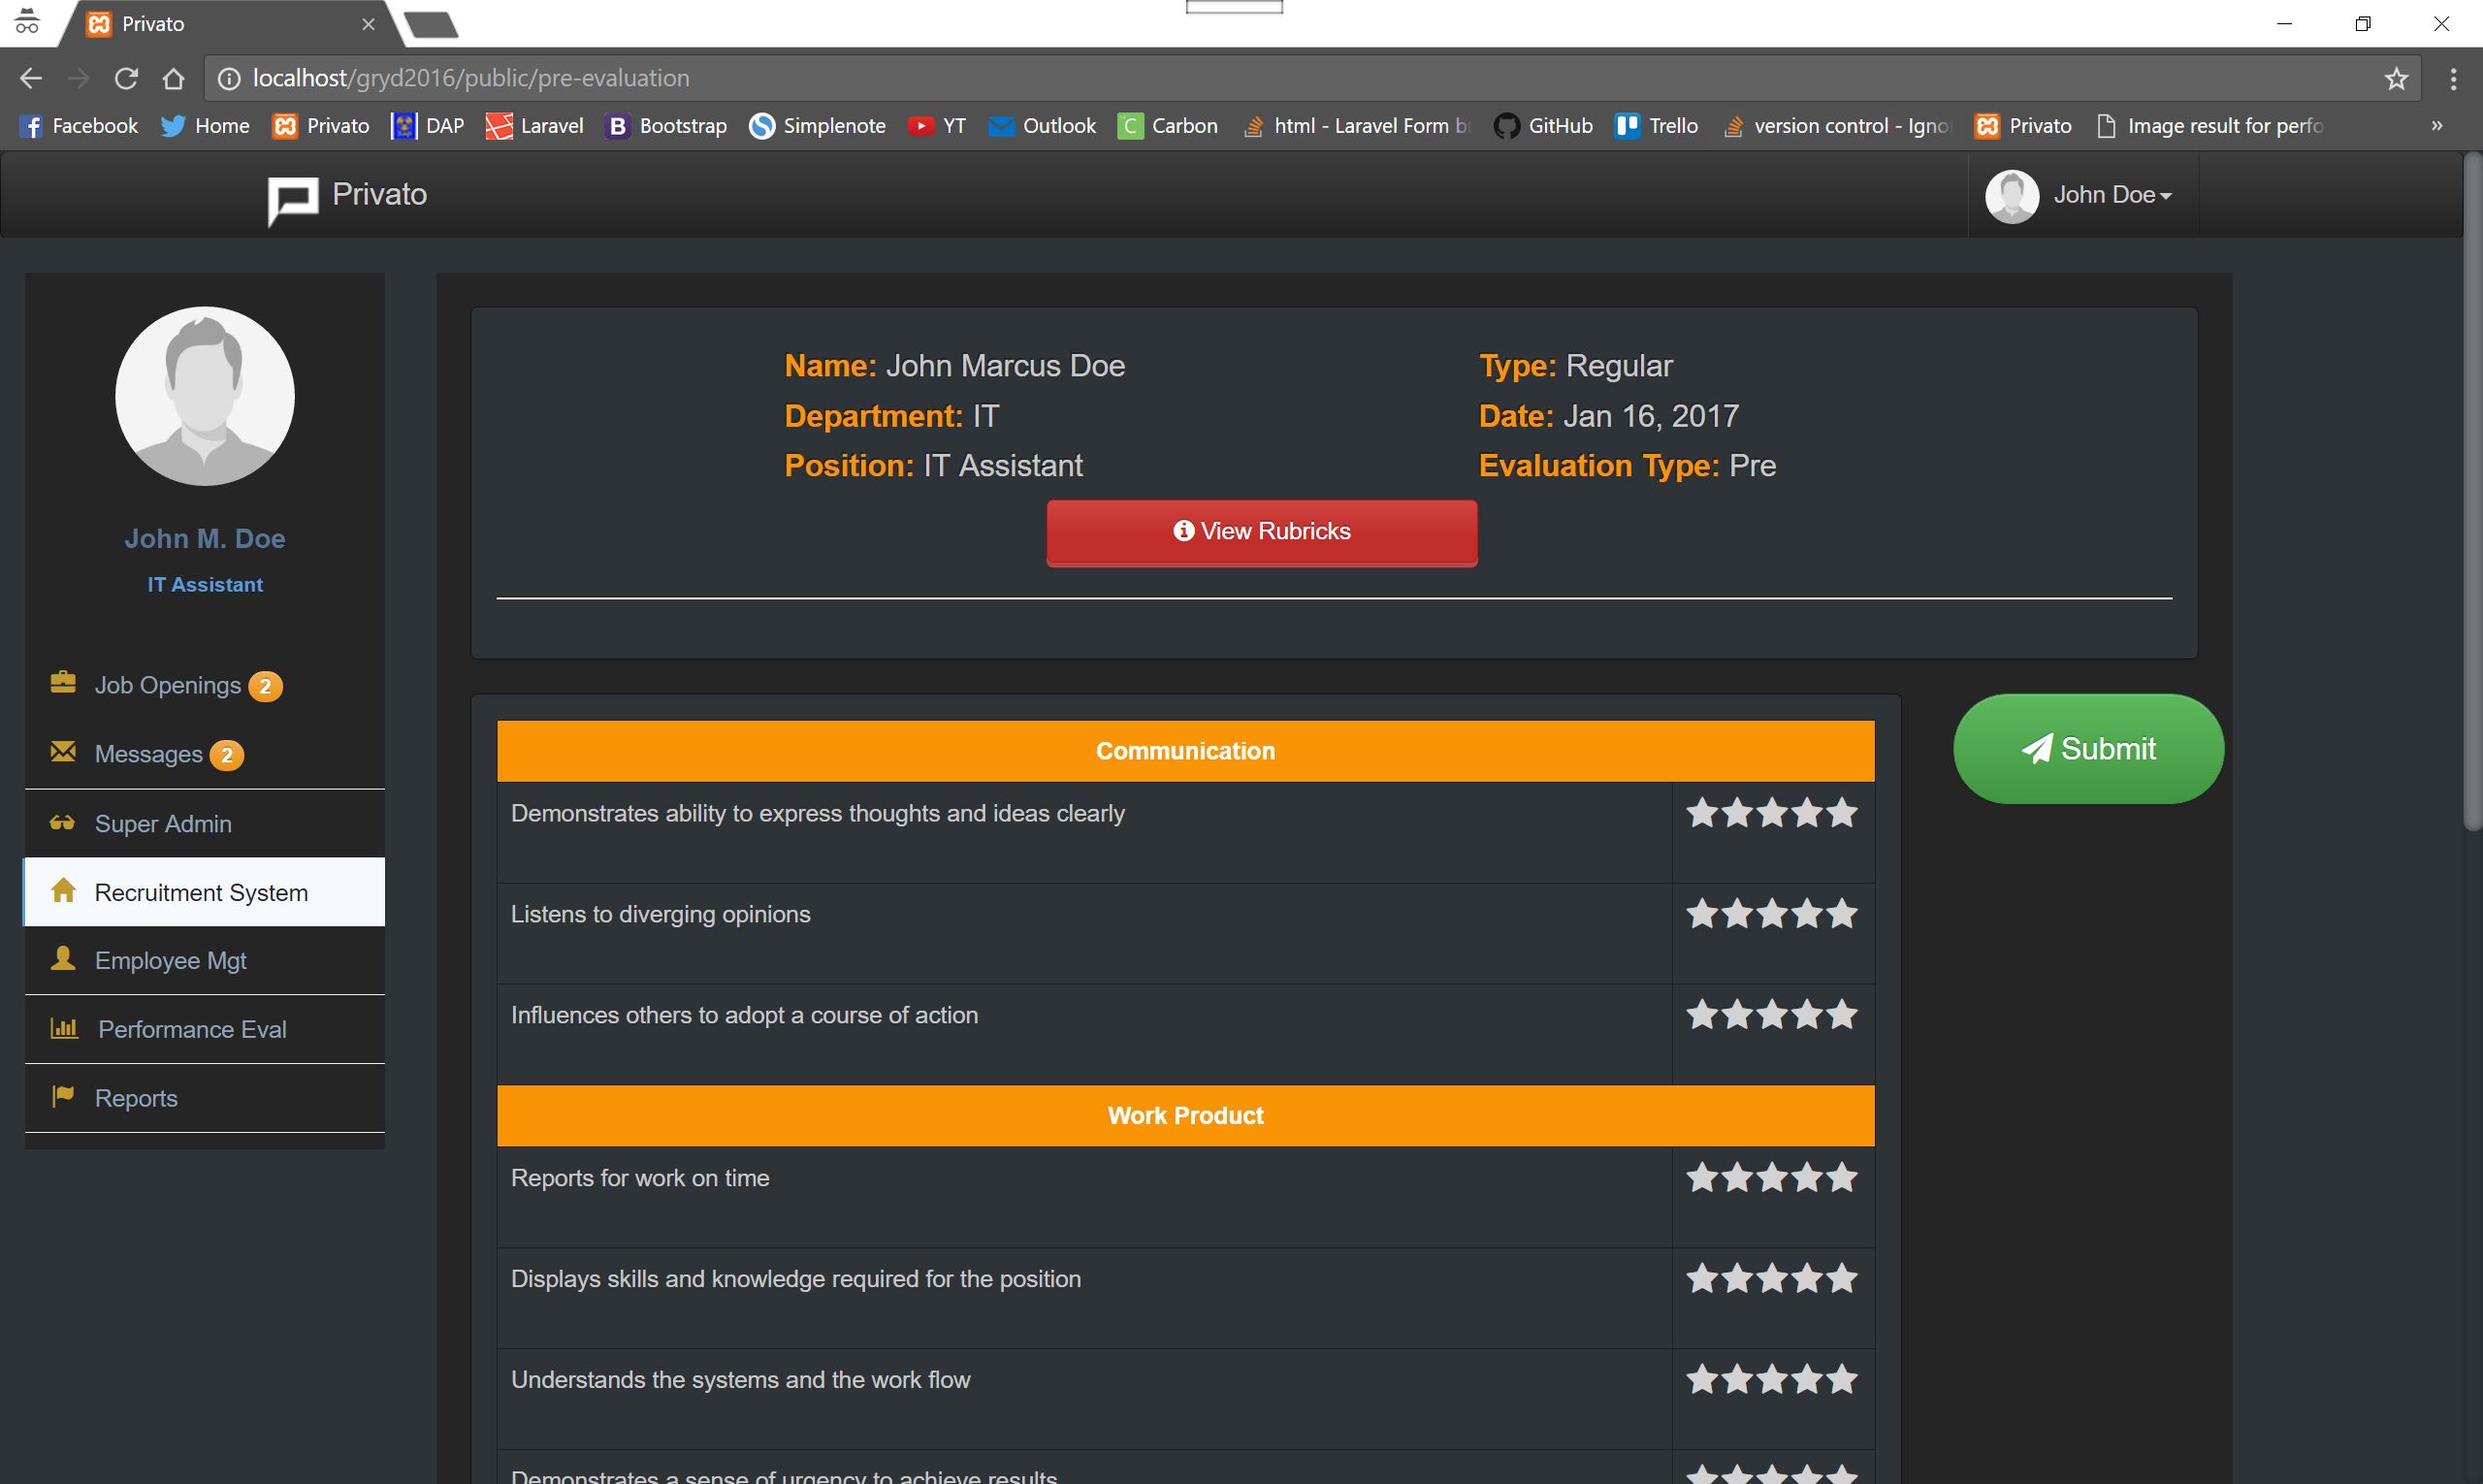 Privato
localhost/gryd2016/public/pre-evaluation
Facebook Home Privato DAP Laravel Bootstrap Simplenote YT Outlook Carbon html - Laravel Form GitHub Trello version control - Privato Image result for
Privato
John Doe
Name: John Marcus Doe
Type: Regular
Department: IT
Date: Jan 16, 2017
Position: IT Assistant
Evaluation Type: Pre
View Rubricks
John M. Doe
IT Assistant
Job Openings 2
Messages 2
Super Admin
Recruitment System
Employee Mgt
Performance Eval
Reports
Communication
Submit
Demonstrates ability to express thoughts and ideas clearly
Listens to diverging opinions
Influences others to adopt a course of action
Work Product
Reports for work on time
Displays skills and knowledge required for the position
Understands the systems and the work flow
Demonstrates a sense of urgency to achieve results